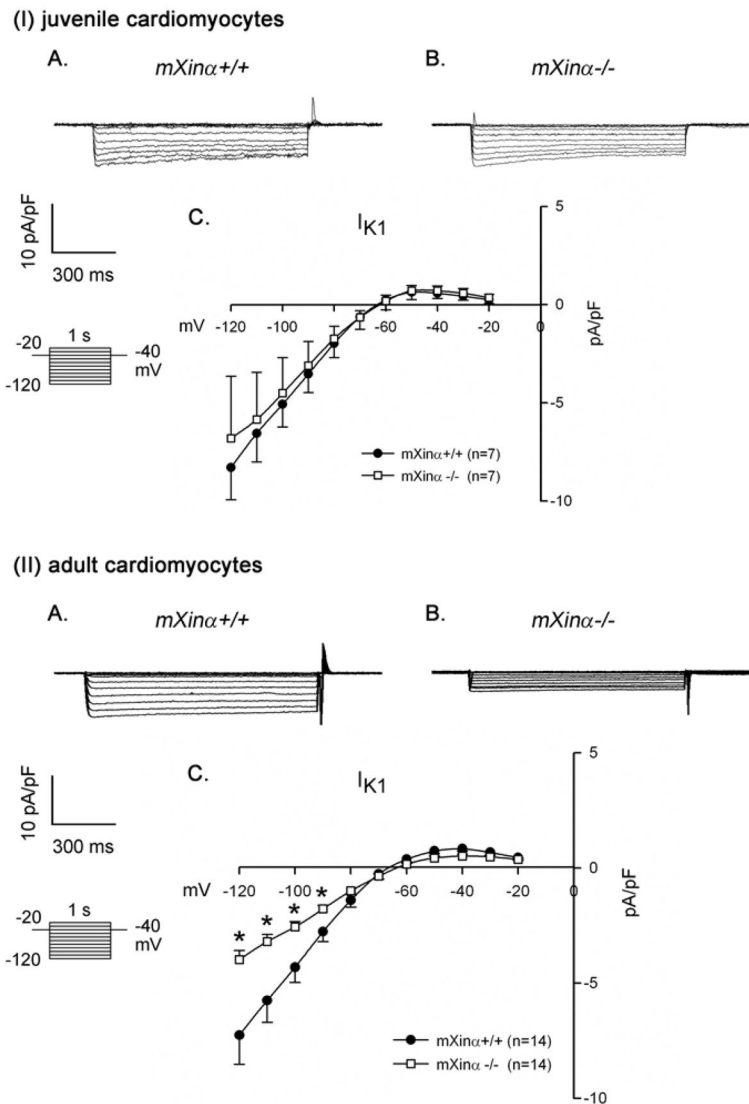 (I) juvenile cardiomyocytes
A.
mXinα+/+
B.
mXinα-/-
10 pA/pF
300 ms
C.
IK1
5
0
-5
-10
pA/pF
mV
-120
-100
-80
-60
-40
-20
0
1 s
-20
-40
mV
-120
mXinα+/+ (n=7)
mXinα -/- (n=7)
(II) adult cardiomyocytes
A.
mXinα+/+
B.
mXinα-/-
10 pA/pF
300 ms
C.
IK1
5
0
-5
-10
pA/pF
mV
-120
-100
-80
-60
-40
-20
0
* * * *
1 s
-20
-40
mV
-120
mXinα+/+ (n=14)
mXinα -/- (n=14)